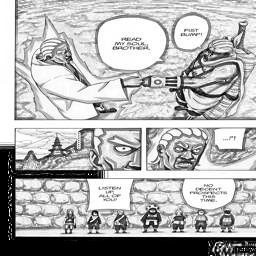 READ
MY SOUL,
BROTHER.
FIST
BUMP!
...?!
LISTEN
UP,
ALL OF
YOU!
NO
DECENT
PROSPECTS
THIS
TIME.